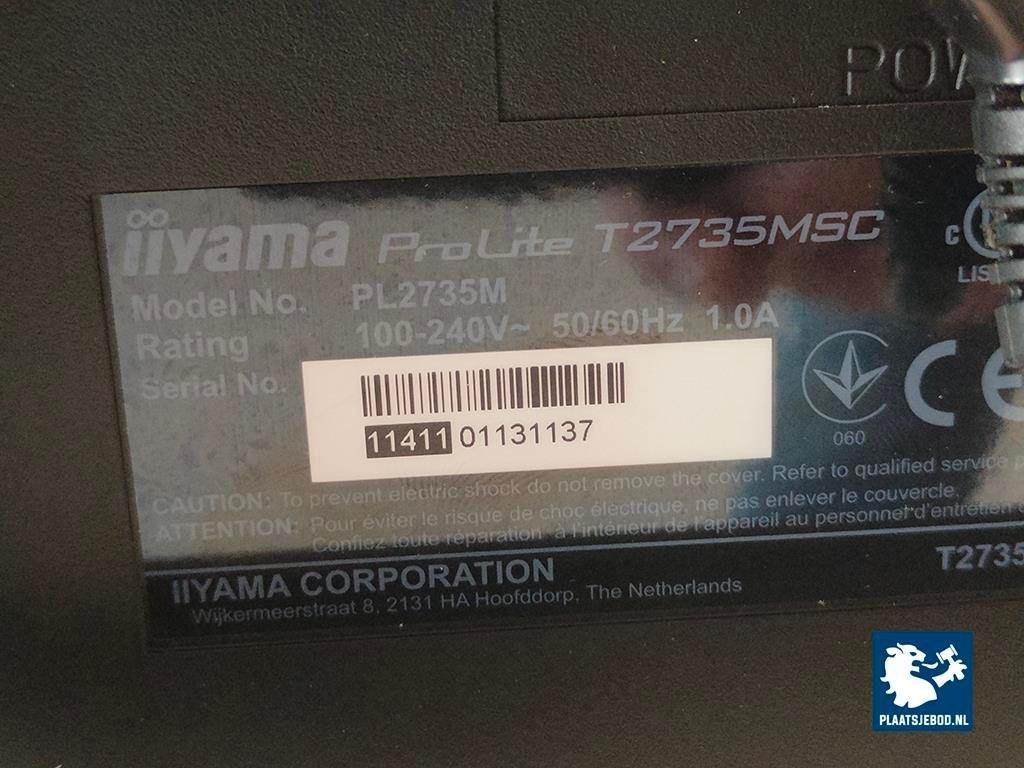 POW
iiyama ProLite T2735MSC
C
LIS
Model No. PL2735M
Rating 100-240V~ 50/60Hz 1.0A
Serial No.
11411 01131137
CE
060
CAUTION: To prevent electric shock do not remove the cover. Refer to qualified service
ATTENTION: Pour éviter le risque de choc électrique, ne pas enlever le couvercle.
Confiez toute réparation à l'intérieur de l'appareil au personnel d'entretien
IIYAMA CORPORATION
T2735
Wijkermeerstraat 8, 2131 HA Hoofddorp, The Netherlands
PLAATSJEBOD.NL